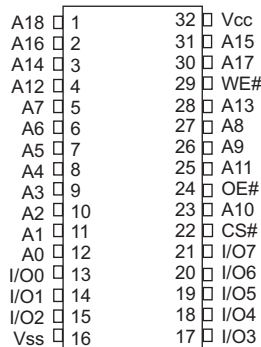 A18 1 32 Vcc
A16 2 31 A15
A14 3 30 A17
A12 4 29 WE#
A7 5 28 A13
A6 6 27 A8
A5 7 26 A9
A4 8 25 A11
A3 9 24 OE#
A2 10 23 A10
A1 11 22 CS#
A0 12 21 I/O7
I/O0 13 20 I/O6
I/O1 14 19 I/O5
I/O2 15 18 I/O4
Vss 16 17 I/O3